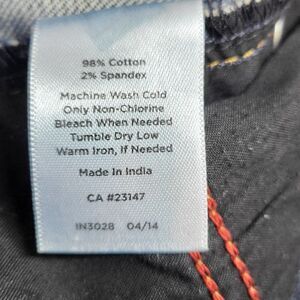 98% Cotton
2% Spandex
Machine Wash Cold
Only Non-Chlorine
Bleach When Needed
Tumble Dry Low
Warm Iron, If Needed
Made in India
CA #23147
IN3028 04/14